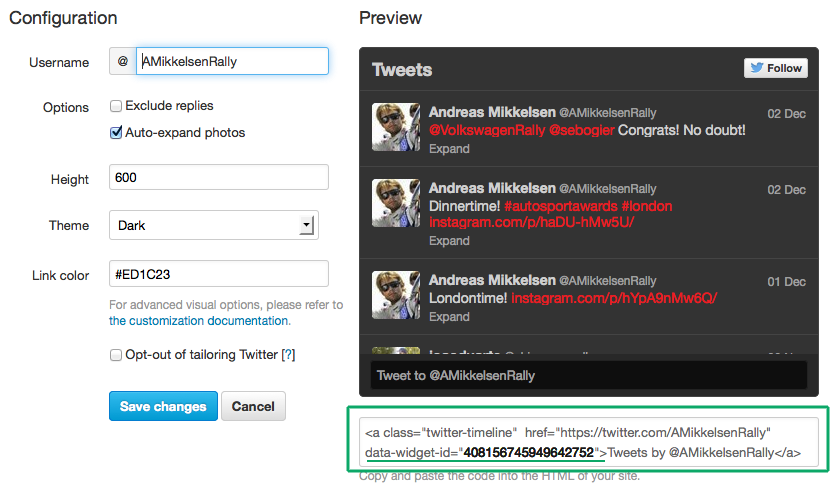 Configuration
Username @ AMikkelsenRally
Options Exclude replies
Auto-expand photos
Height 600
Theme Dark
Link color #ED1C23
For advanced visual options, please refer to
the customization documentation.
Opt-out of tailoring Twitter [?]
Save changes Cancel
Preview
Tweets Follow
Andreas Mikkelsen @AMikkelsenRally 02 Dec
@VolkswagenRally @sebogier Congrats! No doubt!
Expand
Andreas Mikkelsen @AMikkelsenRally 02 Dec
Dinnertime! #autosportawards #london
instagram.com/p/haDU-hMw5U/
Expand
Andreas Mikkelsen @AMikkelsenRally 01 Dec
Londontime! instagram.com/p/hYpA9nMw6Q/
Expand
Tweet to @AMikkelsenRally
<a class="twitter-timeline" href="https://twitter.com/AMikkelsenRally"
data-widget-id="408156745949642752">Tweets by @AMikkelsenRally</a>
Copy and paste the code into the HTML of your site.